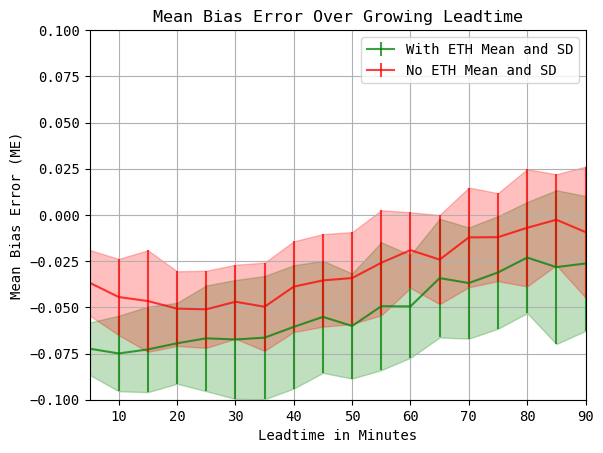 Mean Bias Error Over Growing Leadtime
With ETH Mean and SD
No ETH Mean and SD
Mean Bias Error (ME)
0.100
0.075
0.050
0.025
0.000
−0.025
−0.050
−0.075
−0.100
10 20 30 40 50 60 70 80 90
Leadtime in Minutes